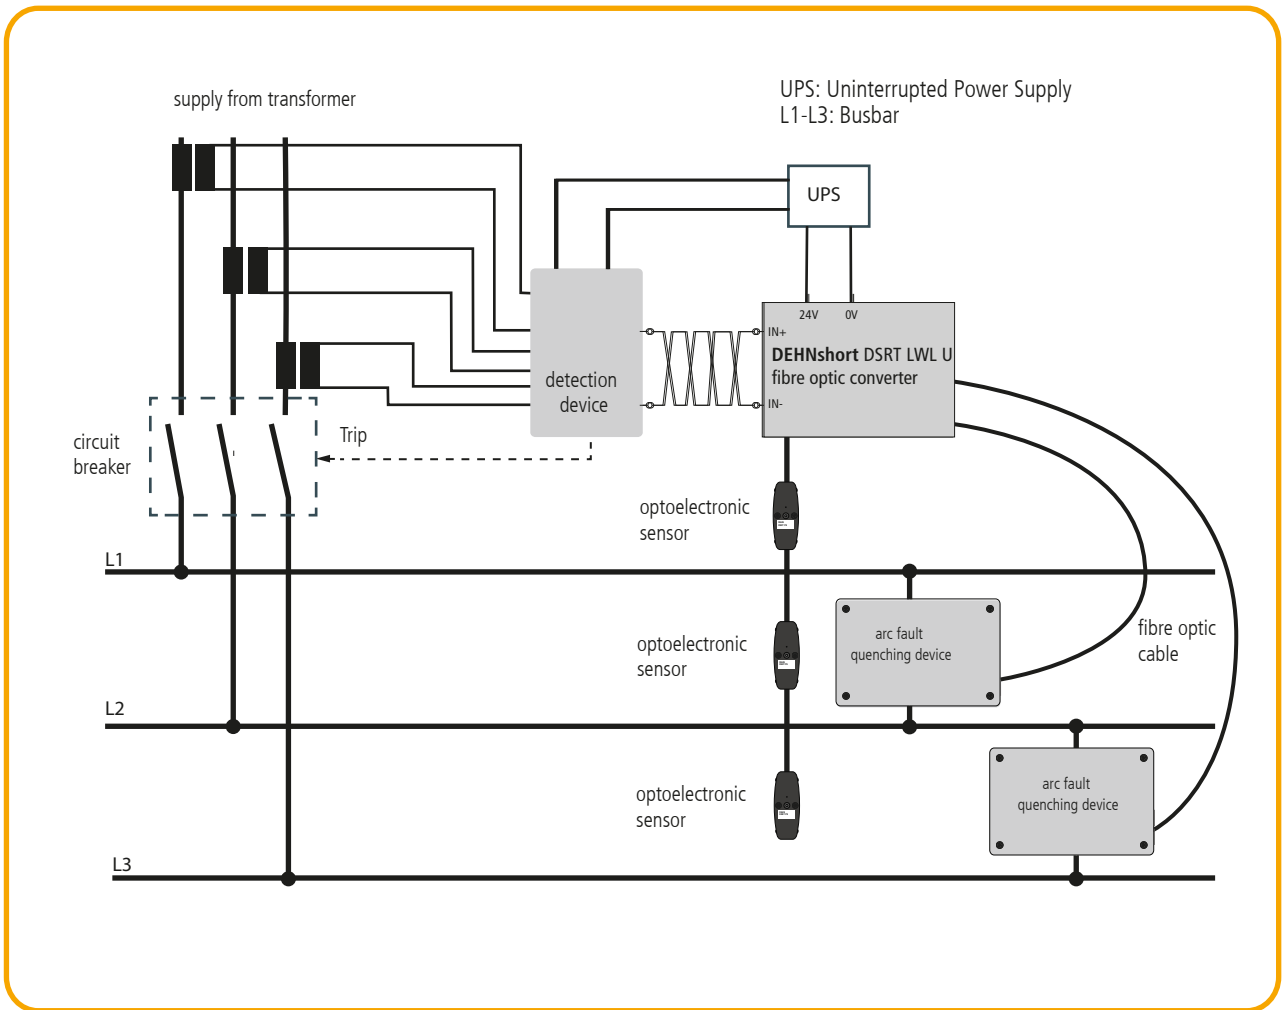 supply from transformer
UPS: Uninterrupted Power Supply
L1-L3: Busbar
UPS
24V
0V
IN+
DEHNshort DSRT LWL U
fibre optic converter
IN-
detection
device
Trip
circuit
breaker
optoelectronic
sensor
L1
arc fault
quenching device
fibre optic
cable
optoelectronic
sensor
L2
arc fault
quenching device
optoelectronic
sensor
L3